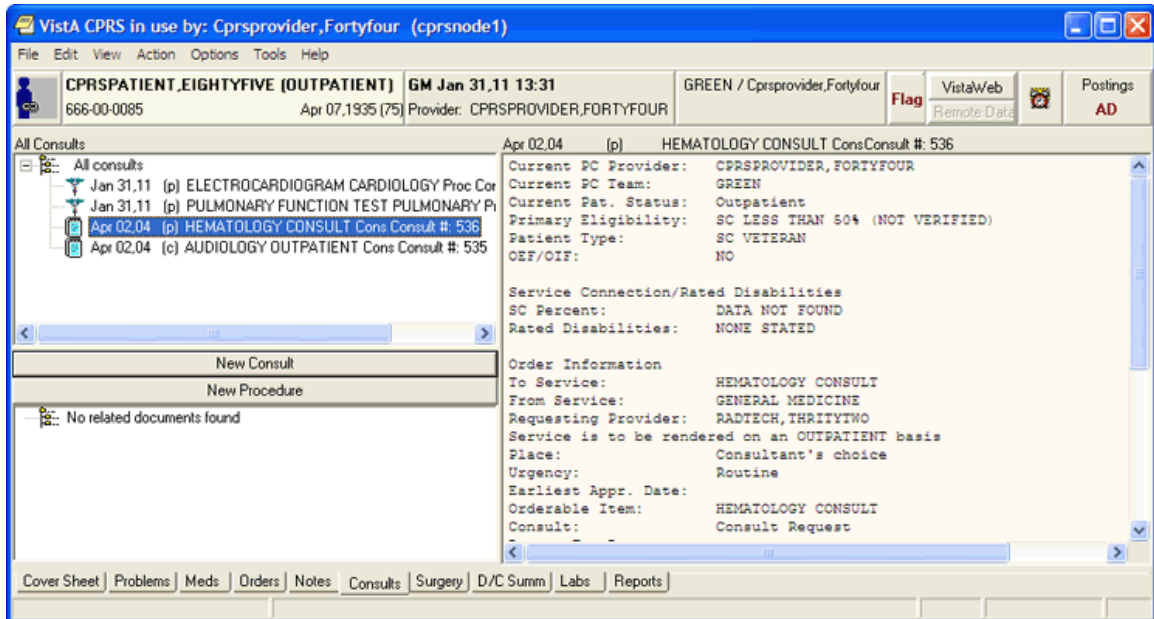 VistA CPRS in use by: Cprsprovider,Fortyfour (cprsnode1)
File Edit View Action Options Tools Help
CPRSPATIENT,EIGHTYFIVE (OUTPATIENT) GM Jan 31,11 13:31 GREEN / Cprsprovider,Fortyfour Flag VistaWeb Postings
666-00-0085 Apr 07,1935 (75) Provider: CPRSPROVIDER,FORTYFOUR Remote Data AD
All Consults
All consults
Jan 31,11 (p) ELECTROCARDIOGRAM CARDIOLOGY Proc Cor
Jan 31,11 (p) PULMONARY FUNCTION TEST PULMONARY
Apr 02,04 (p) HEMATOLOGY CONSULT Cons Consult #: 536
Apr 02,04 (c) AUDIOLOGY OUTPATIENT Cons Consult #: 535
New Consult
New Procedure
No related documents found
Apr 02,04 (p) HEMATOLOGY CONSULT ConsConsult #: 536
Current PC Provider: CPRSPROVIDER,FORTYFOUR
Current PC Team: GREEN
Current Pat. Status: Outpatient
Primary Eligibility: SC LESS THAN 50% (NOT VERIFIED)
Patient Type: SC VETERAN
OEF/OIF: NO
Service Connection/Rated Disabilities
SC Percent: DATA NOT FOUND
Rated Disabilities: NONE STATED
Order Information
To Service: HEMATOLOGY CONSULT
From Service: GENERAL MEDICINE
Requesting Provider: RADTECH,THRITYTWO
Service is to be rendered on an OUTPATIENT basis
Place: Consultant's choice
Urgency: Routine
Earliest Appr. Date:
Orderable Item: HEMATOLOGY CONSULT
Consult: Consult Request
Cover Sheet Problems Meds Orders Notes Consults Surgery D/C Summ Labs Reports